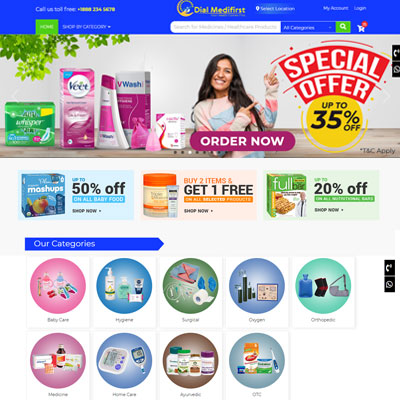 Call us toll free: +1888 234 5678
Dial Medifirst
Select Location
My Account
Login
HOME
SHOP BY CATEGORY
Search for Medicines / Healthcare Products
Veet
VWash
whisper
SPECIAL
OFFER
UP TO
35% OFF
ORDER NOW
*T&C Apply
mashups
UP TO
50% off
ON ALL BABY FOOD
SHOP NOW
BUY 2 ITEMS &
GET 1 FREE
ON ALL SELECTED PRODUCTS
SHOP NOW
full
UP TO
20% off
ON ALL NUTRITIONAL BARS
SHOP NOW
Our Categories
Baby Care
Hygiene
Surgical
Oxygen
Orthopedic
Medicine
Home Care
Ayurvedic
OTC